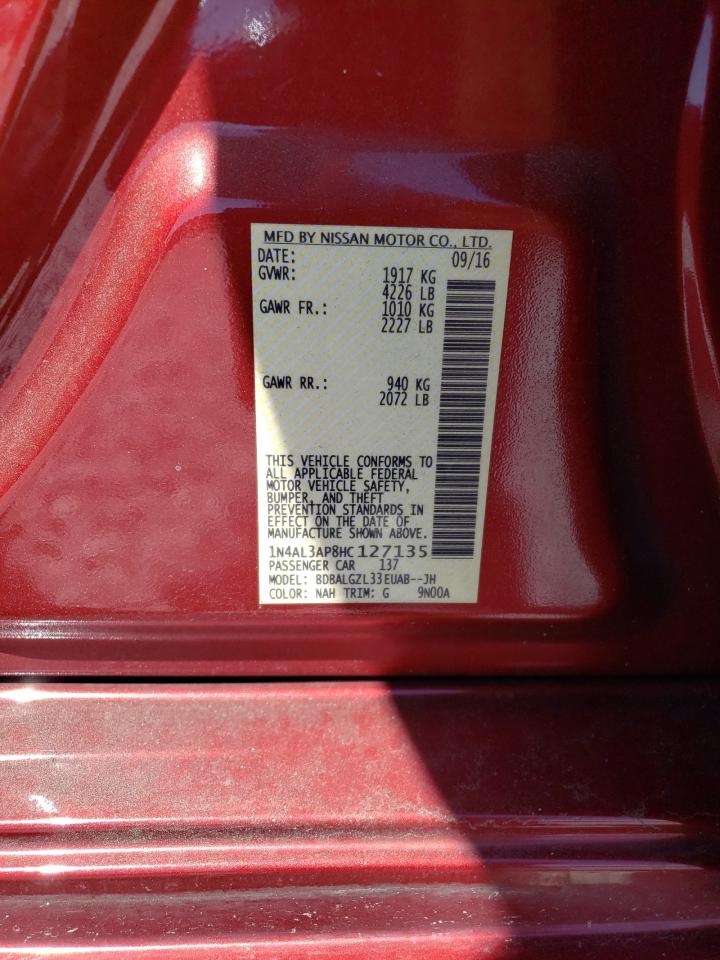 MFD BY NISSAN MOTOR CO., LTD.
DATE: 09/16
GVWR: 1917 KG
4226 LB
GAWR FR.: 1010 KG
2227 LB
GAWR RR.: 940 KG
2072 LB
THIS VEHICLE CONFORMS TO
ALL APPLICABLE FEDERAL
MOTOR VEHICLE SAFETY,
BUMPER, AND THEFT
PREVENTION STANDARDS IN
EFFECT ON THE DATE OF
MANUFACTURE SHOWN ABOVE.
1N4AL3AP8HC127135
PASSENGER CAR 137
MODEL: BDBALGZL33EUAB--JH
COLOR: NAH TRIM: G 9N00A